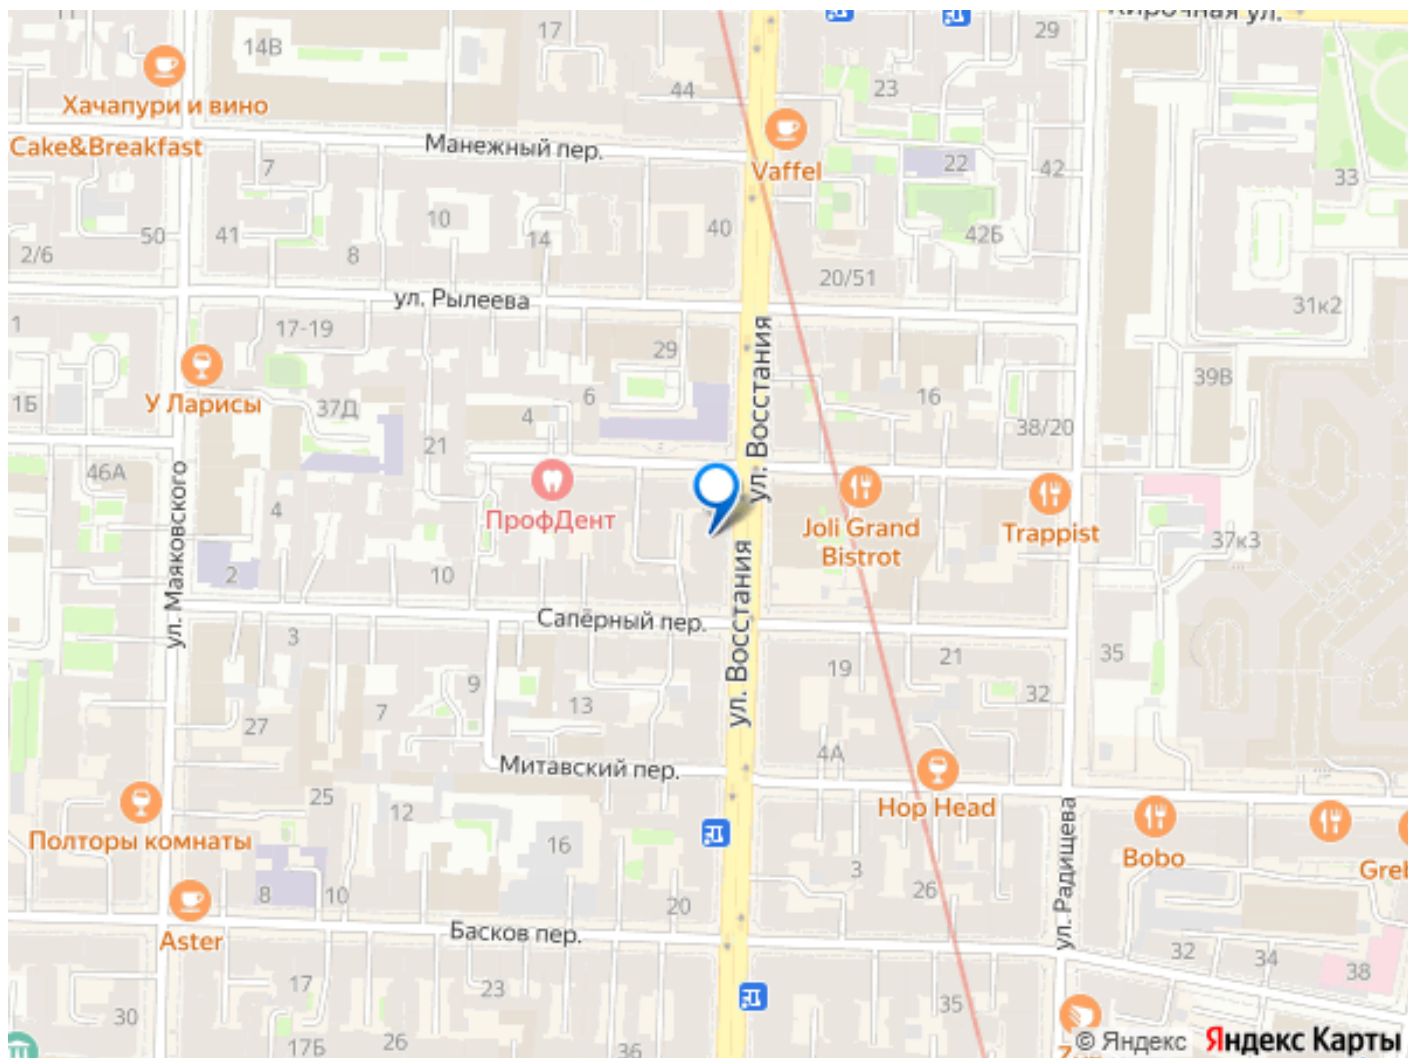 Кирочная ул.
11
14В
17
29
44
23
Хачапури и вино
Cake&Breakfast
Манежный пер.
Vaffel
7
22
42
33
10
50
41
14
40
42Б
2/6
8
20/51
ул. Рылеева
31к2
1
17-19
29
ул. Восстания
39В
У Ларисы
1Б
37Д
6
4
16
38/20
21
46А
ул. Маяковского
4
ПрофДент
Joli Grand
Bistrot
Trappist
37к3
2
10
ул. Восстания
Сапёрный пер.
3
35
19
21
9
32
7
13
27
4А
Митавский пер.
25
12
Hop Head
Полторы комнаты
16
ул. Радищева
Bobo
3
Greb
8
10
20
26
Aster
Басков пер.
32
34
38
17
23
35
30
17Б
26
36
© Яндекс
Яндекс Карты